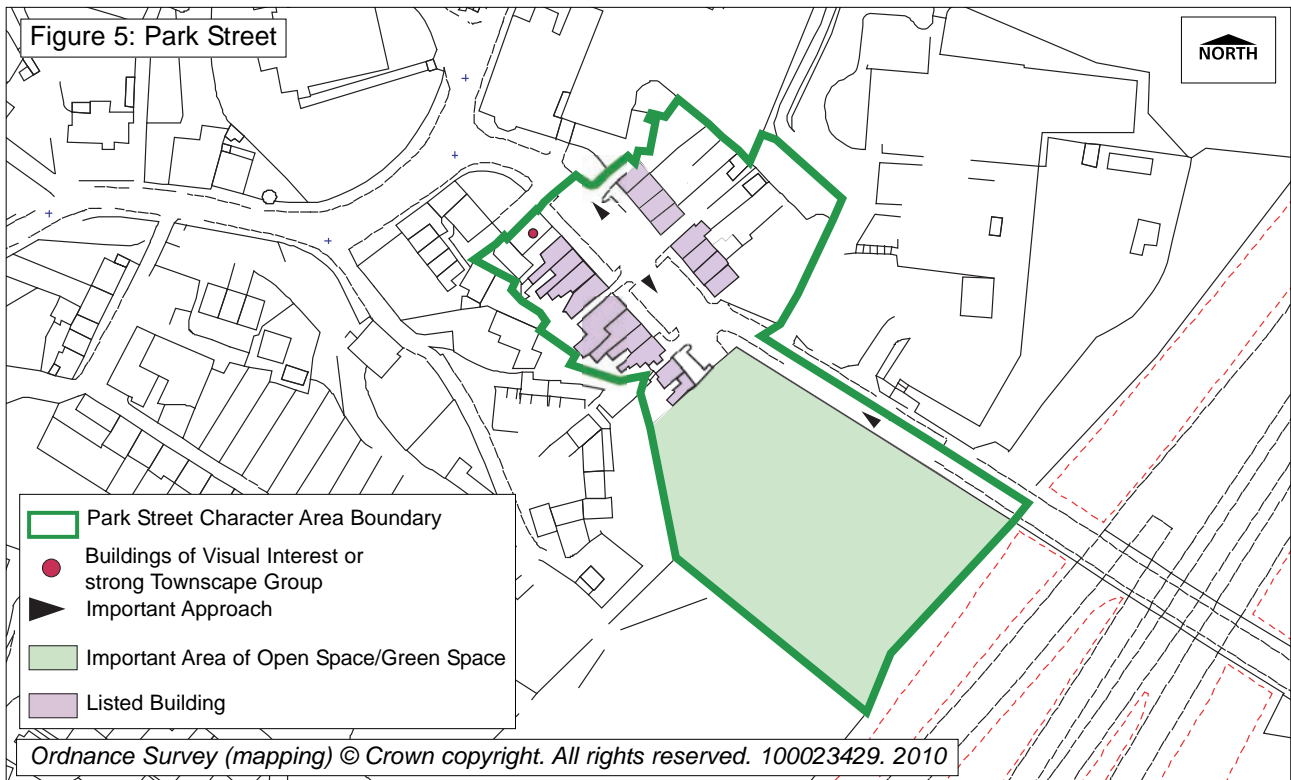 Figure 5: Park Street
NORTH
Park Street Character Area Boundary
Buildings of Visual Interest or
strong Townscape Group
Important Approach
Important Area of Open Space/Green Space
Listed Building
Ordnance Survey (mapping) © Crown copyright. All rights reserved. 100023429. 2010